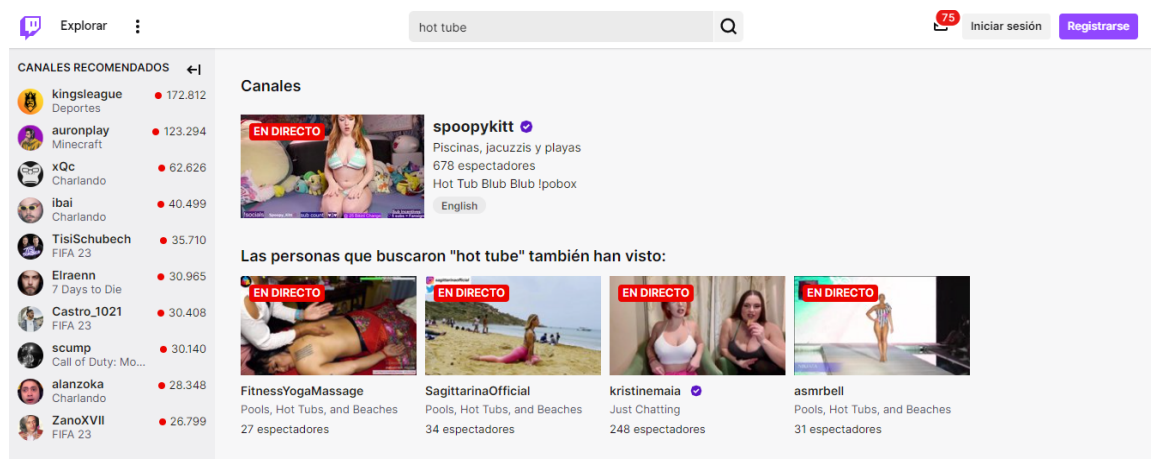 Explorar
hot tube
75
Iniciar sesión
Registrarse
CANALES RECOMENDADOS
kingsleague
172.812
Deportes
auronplay
123.294
Minecraft
xQc
62.626
Charlando
ibai
40.499
Charlando
TisiSchubech
35.710
FIFA 23
Elraenn
30.965
7 Days to Die
Castro_1021
30.408
FIFA 23
scump
30.140
Call of Duty: Mo...
alanzoka
28.348
Charlando
ZanoXVII
26.799
FIFA 23
Canales
EN DIRECTO
!socials
sub count
spoopykitt
Piscinas, jacuzzis y playas
678 espectadores
Hot Tub Blub Blub !pobox
English
Las personas que buscaron "hot tube" también han visto:
EN DIRECTO
FitnessYogaMassage
Pools, Hot Tubs, and Beaches
27 espectadores
sagittarinaofficial
EN DIRECTO
SagittarinaOfficial
Pools, Hot Tubs, and Beaches
34 espectadores
EN DIRECTO
kristinemaia
Just Chatting
248 espectadores
EN DIRECTO
asmrbell
Pools, Hot Tubs, and Beaches
31 espectadores